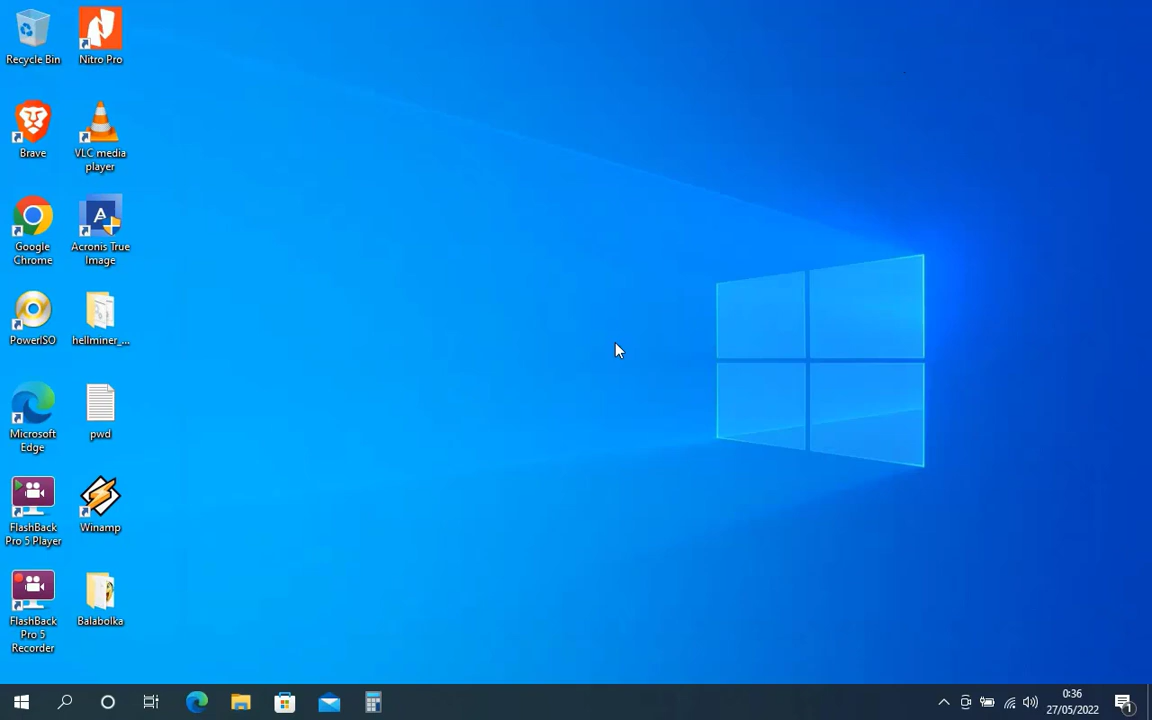 Recycle Bin
Nitro Pro
Brave
VLC media
player
Google
Chrome
Acronis True
Image
PowerISO
hellminer_...
Microsoft
Edge
pwd
FlashBack
Pro 5 Player
Winamp
FlashBack
Pro 5
Recorder
Balabolka
0:36
27/05/2022
1